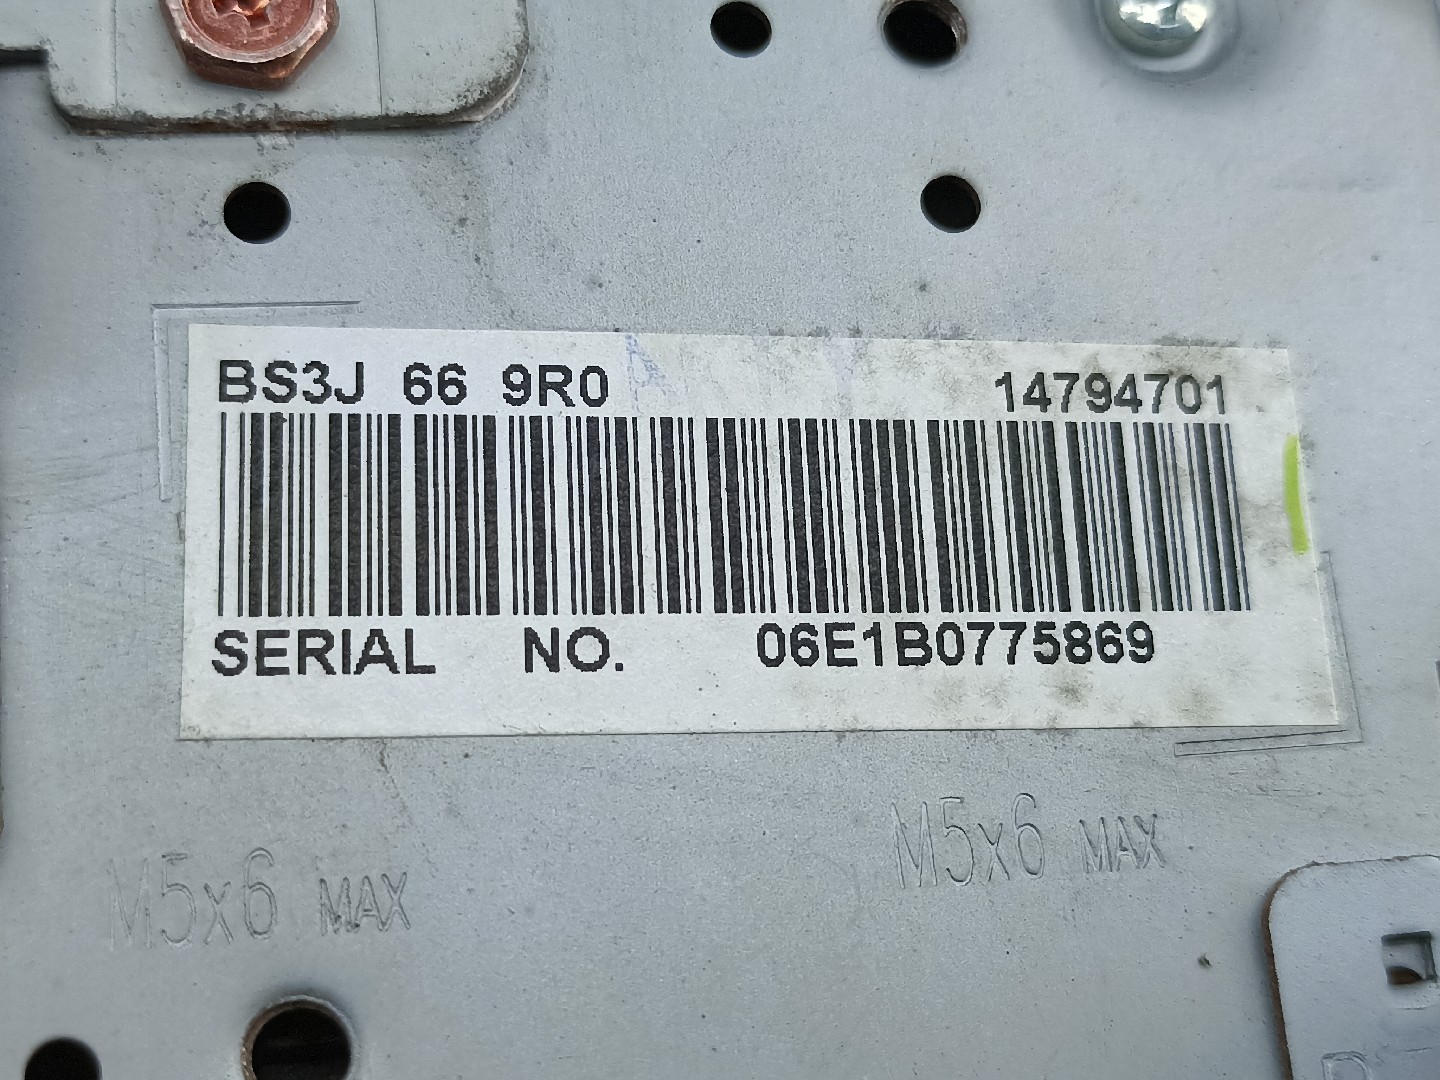 BS3J 66 9R0 14794701
SERIAL NO. 06E1B0775869
M5x6 MAX
M5x6 MAX